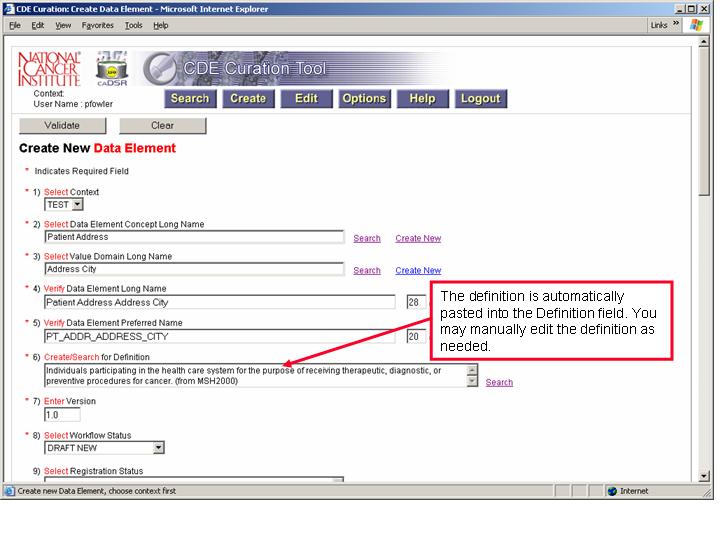 CDE Curation: Create Data Element - Microsoft Internet Explorer
File Edit View Favorites Tools Help Links »
NATIONAL CANCER INSTITUTE
caDSR
CDE Curation Tool
Context:
User Name : pfowler
Search Create Edit Options Help Logout
Validate Clear
Create New Data Element
* Indicates Required Field
* 1) Select Context
TEST
* 2) Select Data Element Concept Long Name
Patient Address Search Create New
* 3) Select Value Domain Long Name
Address City Search Create New
* 4) Verify Data Element Long Name
Patient Address Address City 28
* 5) Verify Data Element Preferred Name
PT_ADDR_ADDRESS_CITY 20
The definition is automatically
pasted into the Definition field. You
may manually edit the definition as
needed.
* 6) Create/Search for Definition
Individuals participating in the health care system for the purpose of receiving therapeutic, diagnostic, or
preventive procedures for cancer. (from MSH2000) Search
* 7) Enter Version
1.0
* 8) Select Workflow Status
DRAFT NEW
9) Select Registration Status
Create new Data Element, choose context first Internet